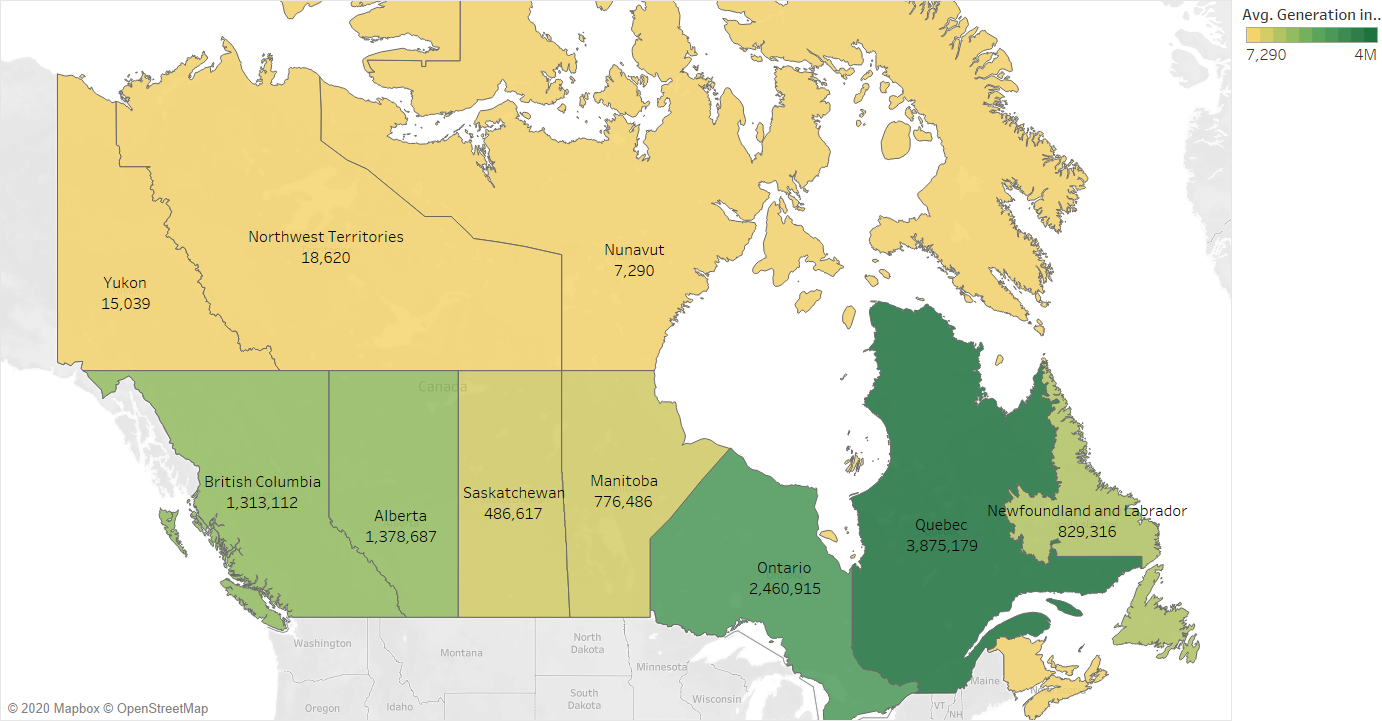 Avg. Generation in..
7,290 4M
Northwest Territories
18,620
Nunavut
7,290
Yukon
15,039
Canada
British Columbia
1,313,112
Alberta
1,378,687
Saskatchewan
486,617
Manitoba
776,486
Newfoundland and Labrador
829,316
Quebec
3,875,179
Ontario
2,460,915
Washington
Montana
North
Dakota
Minnesota
Oregon
Idaho
South
Dakota
Wisconsin
Maine
VT
NH
© 2020 Mapbox © OpenStreetMap